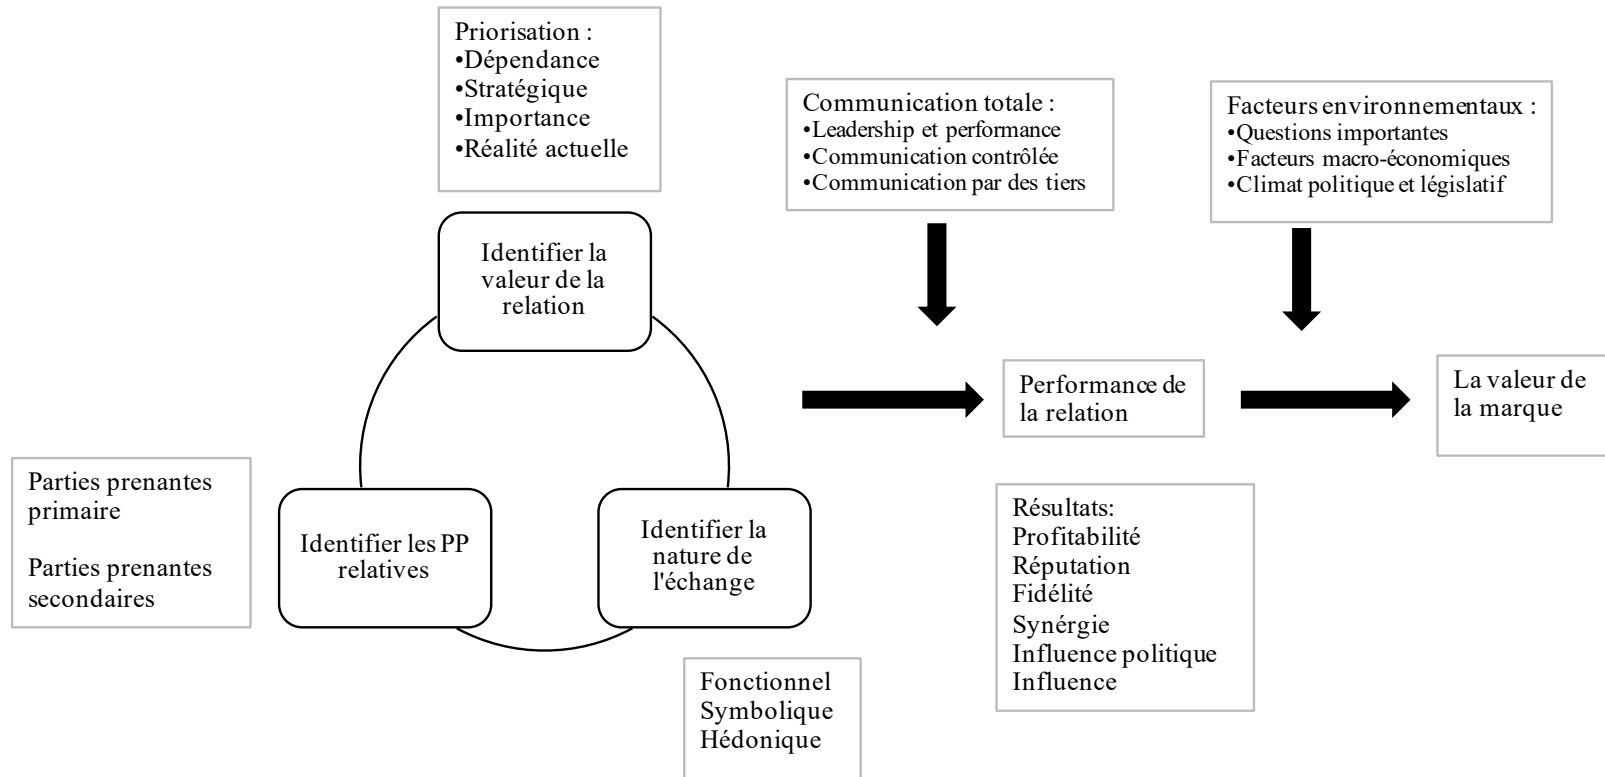 Priorisation :
•Dépendance
•Stratégique
•Importance
•Réalité actuelle
Communication totale :
•Leadership et performance
•Communication contrôlée
•Communication par des tiers
Facteurs environnementaux :
•Questions importantes
•Facteurs macro-économiques
•Climat politique et législatif
Identifier la
valeur de la
relation
Performance de
la relation
La valeur de
la marque
Parties prenantes
primaire
Parties prenantes
secondaires
Identifier les PP
relatives
Identifier la
nature de
l'échange
Résultats:
Profitabilité
Réputation
Fidélité
Synérgie
Influence politique
Influence
Fonctionnel
Symbolique
Hédonique